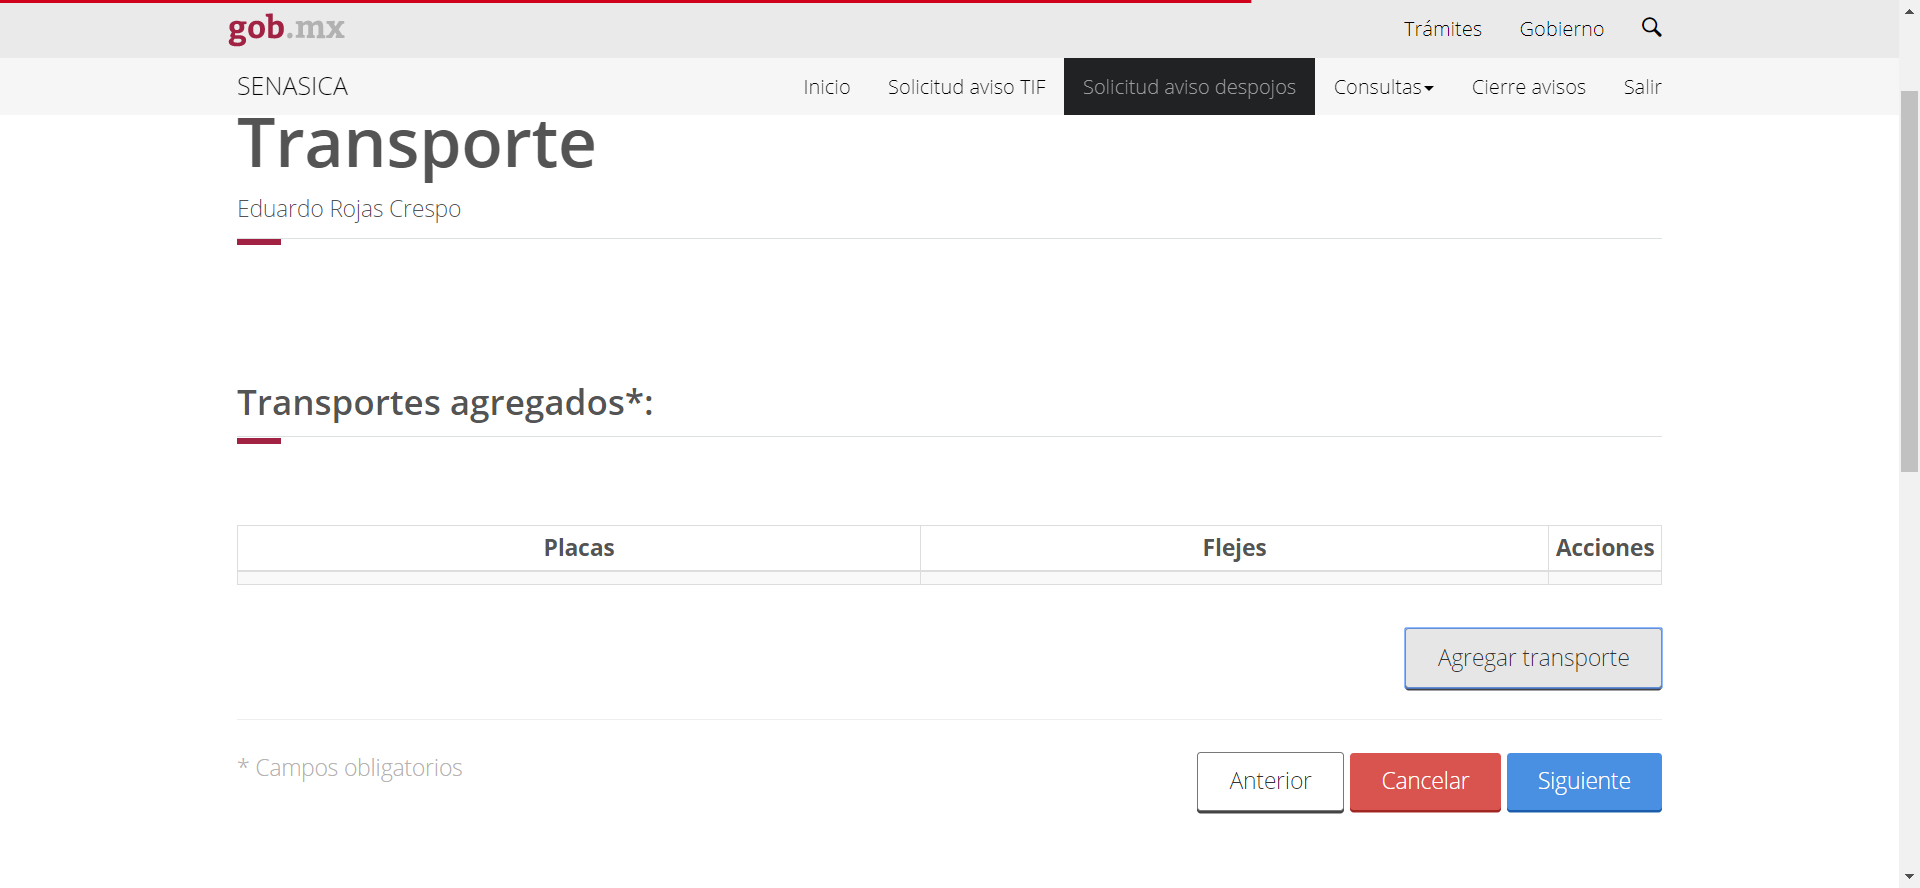 gob.mx
Trámites
Gobierno
SENASICA
Inicio
Solicitud aviso TIF
Solicitud aviso despojos
Consultas
Cierre avisos
Salir
Transporte
Eduardo Rojas Crespo
Transportes agregados*:
Placas
Flejes
Acciones
Agregar transporte
* Campos obligatorios
Anterior
Cancelar
Siguiente